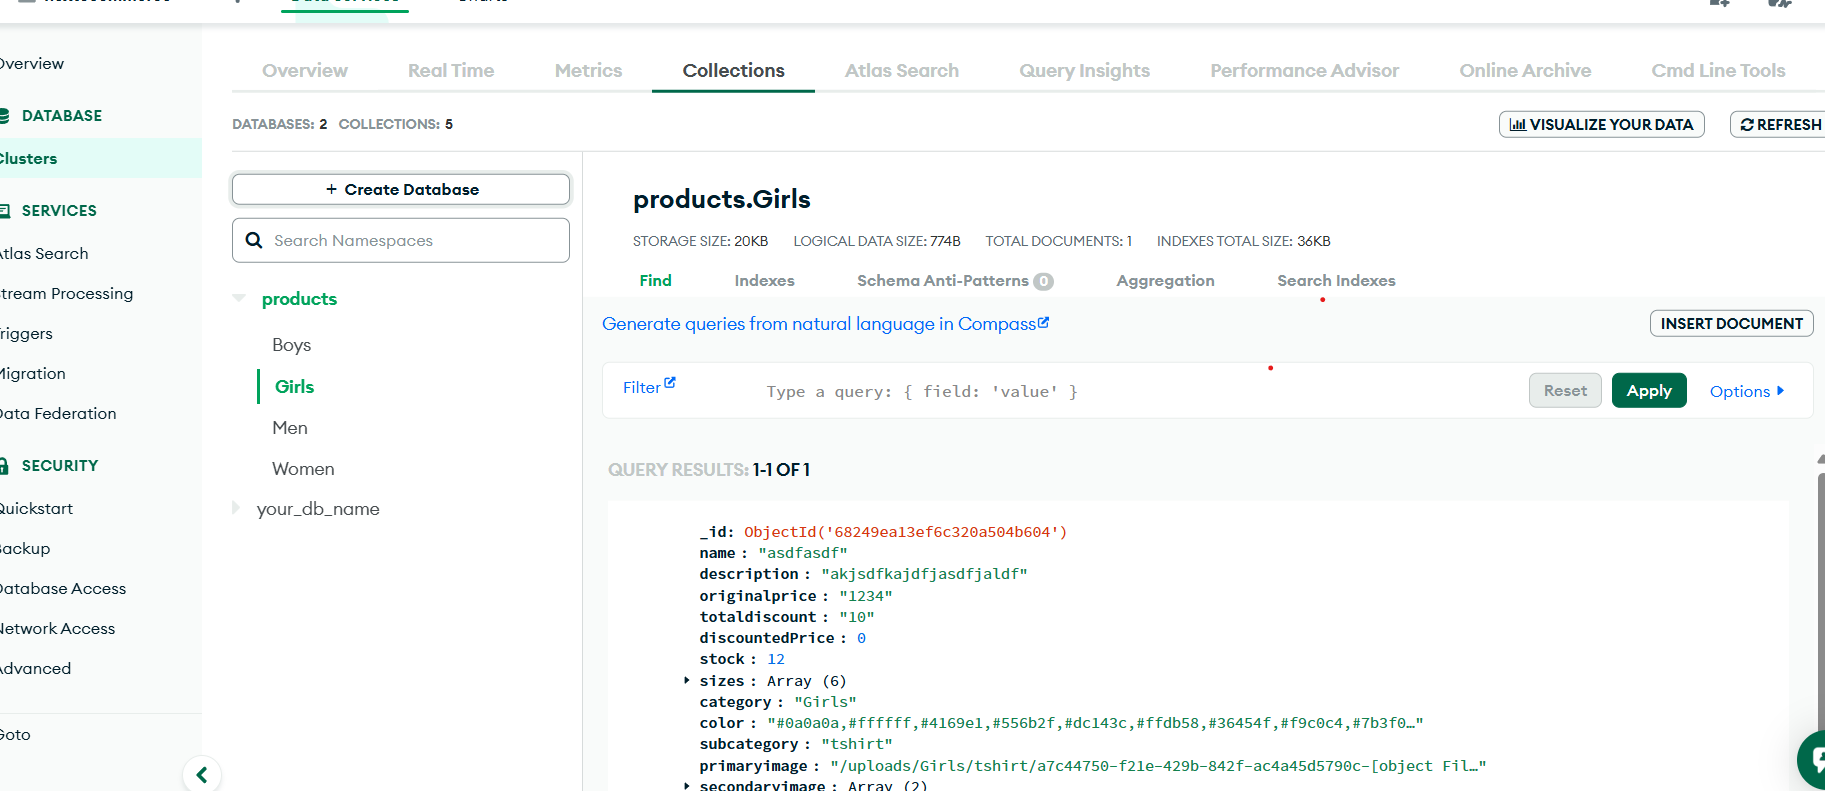 Overview
DATABASE
Clusters
SERVICES
Atlas Search
Stream Processing
Triggers
Migration
Data Federation
SECURITY
Quickstart
Backup
Database Access
Network Access
Advanced
Goto
Overview Real Time Metrics Collections Atlas Search Query Insights Performance Advisor Online Archive Cmd Line Tools
DATABASES: 2 COLLECTIONS: 5
VISUALIZE YOUR DATA REFRESH
+ Create Database
Search Namespaces
products
Boys
Girls
Men
Women
your_db_name
products.Girls
STORAGE SIZE: 20KB LOGICAL DATA SIZE: 774B TOTAL DOCUMENTS: 1 INDEXES TOTAL SIZE: 36KB
Find Indexes Schema Anti-Patterns 0 Aggregation Search Indexes
Generate queries from natural language in Compass
INSERT DOCUMENT
Filter Type a query: { field: 'value' } Reset Apply Options
QUERY RESULTS: 1-1 OF 1
_id: ObjectId('68249ea13ef6c320a504b604')
name : "asdfasdf"
description : "akjsdfkajdfjasdfjaldf"
originalprice : "1234"
totaldiscount : "10"
discountedPrice : 0
stock : 12
sizes : Array (6)
category : "Girls"
color : "#0a0a0a,#ffffff,#4169e1,#556b2f,#dc143c,#ffdb58,#36454f,#f9c0c4,#7b3f0…"
subcategory : "tshirt"
primaryimage : "/uploads/Girls/tshirt/a7c44750-f21e-429b-842f-ac4a45d5790c-[object Fil…"
secondaryimage : Array (2)